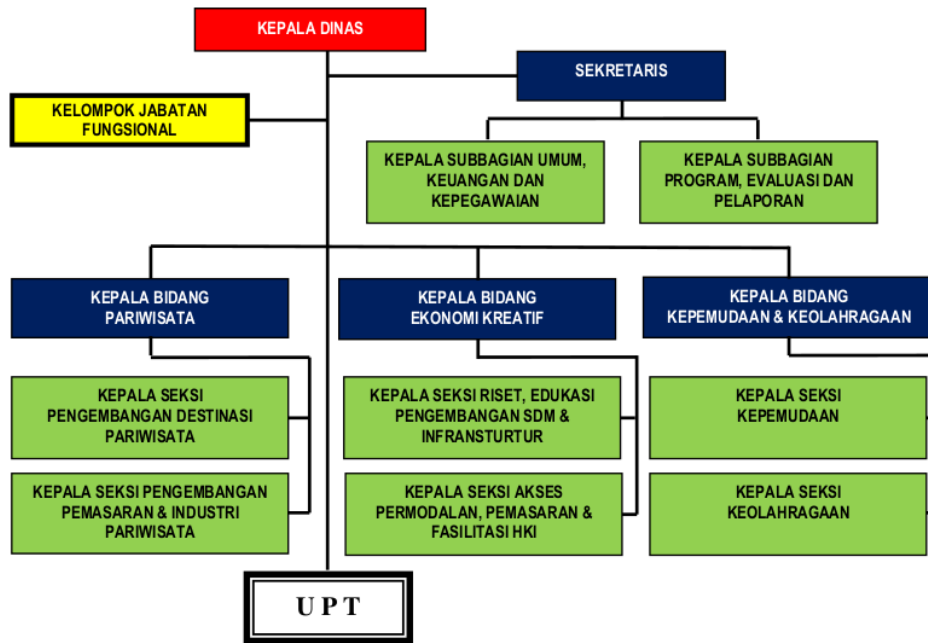 KEPALA DINAS
SEKRETARIS
KELOMPOK JABATAN
FUNGSIONAL
KEPALA SUBBAGIAN UMUM,
KEUANGAN DAN
KEPEGAWAIAN
KEPALA SUBBAGIAN
PROGRAM, EVALUASI DAN
PELAPORAN
KEPALA BIDANG
PARIWISATA
KEPALA BIDANG
EKONOMI KREATIF
KEPALA BIDANG
KEPEMUDAAN & KEOLAHRAGAAN
KEPALA SEKSI
PENGEMBANGAN DESTINASI
PARIWISATA
KEPALA SEKSI RISET, EDUKASI
PENGEMBANGAN SDM &
INFRANSTURTUR
KEPALA SEKSI
KEPEMUDAAN
KEPALA SEKSI PENGEMBANGAN
PEMASARAN & INDUSTRI
PARIWISATA
KEPALA SEKSI AKSES
PERMODALAN, PEMASARAN &
FASILITASI HKI
KEPALA SEKSI
KEOLAHRAGAAN
U P T